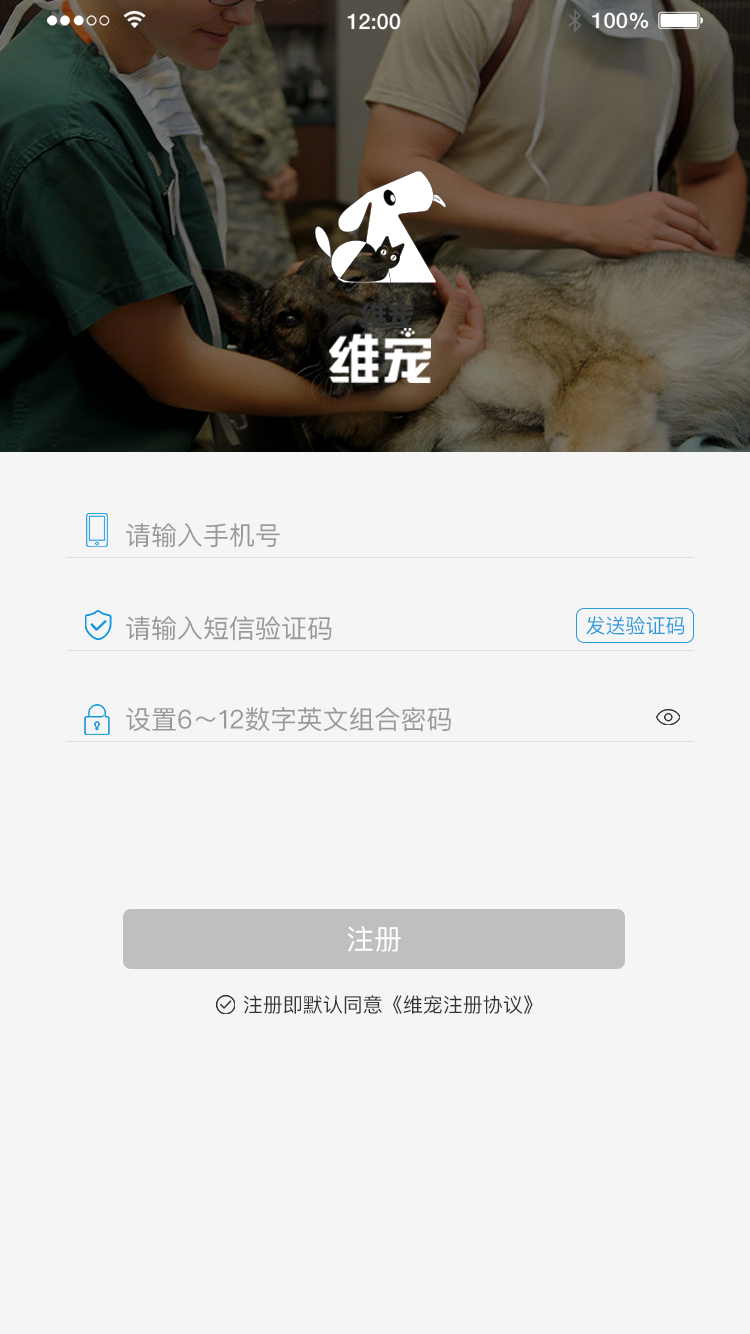 12:00
100%
维宠
维宠
请输入手机号
请输入短信验证码
发送验证码
设置6～12数字英文组合密码
注册
注册即默认同意《维宠注册协议》